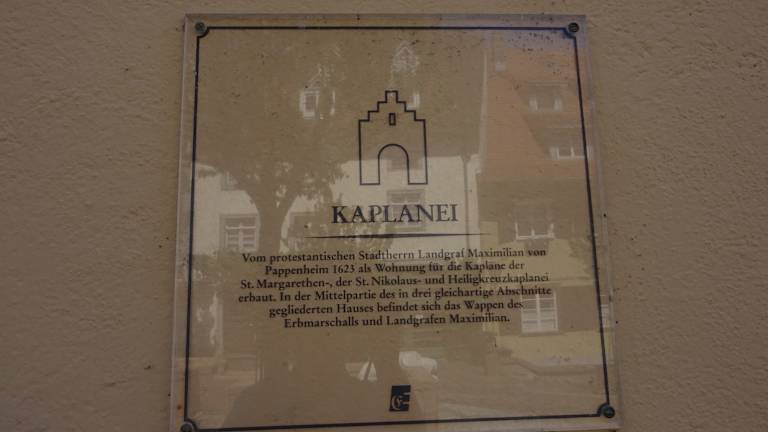 KAPLANEI
Vom protestantischen Stadtherrn Landgraf Maximilian von
Pappenheim 1623 als Wohnung für die Kapläne der
St. Margarethen-, der St. Nikolaus- und Heiligkreuzkaplanei
erbaut. In der Mittelpartie des in drei gleichartige Abschnitte
gegliederten Hauses befindet sich das Wappen des
Erbmarschalls und Landgrafen Maximilian.